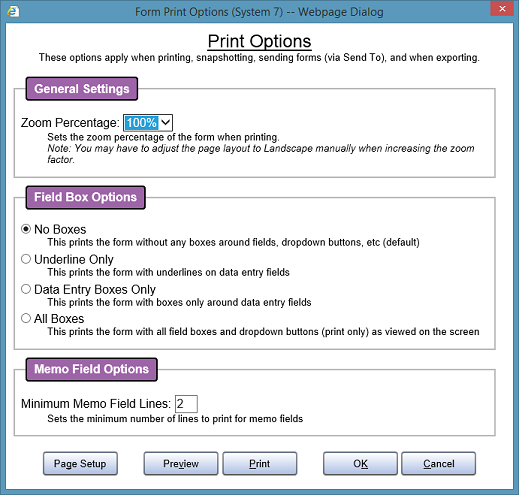 Form Print Options (System 7) -- Webpage Dialog
Print Options
These options apply when printing, snapshotting, sending forms (via Send To), and when exporting.
General Settings
Zoom Percentage: 100%
Sets the zoom percentage of the form when printing.
Note: You may have to adjust the page layout to Landscape manually when increasing the zoom
factor.
Field Box Options
No Boxes
This prints the form without any boxes around fields, dropdown buttons, etc (default)
Underline Only
This prints the form with underlines on data entry fields
Data Entry Boxes Only
This prints the form with boxes only around data entry fields
All Boxes
This prints the form with all field boxes and dropdown buttons (print only) as viewed on the screen
Memo Field Options
Minimum Memo Field Lines: 2
Sets the minimum number of lines to print for memo fields
Page Setup Preview Print OK Cancel